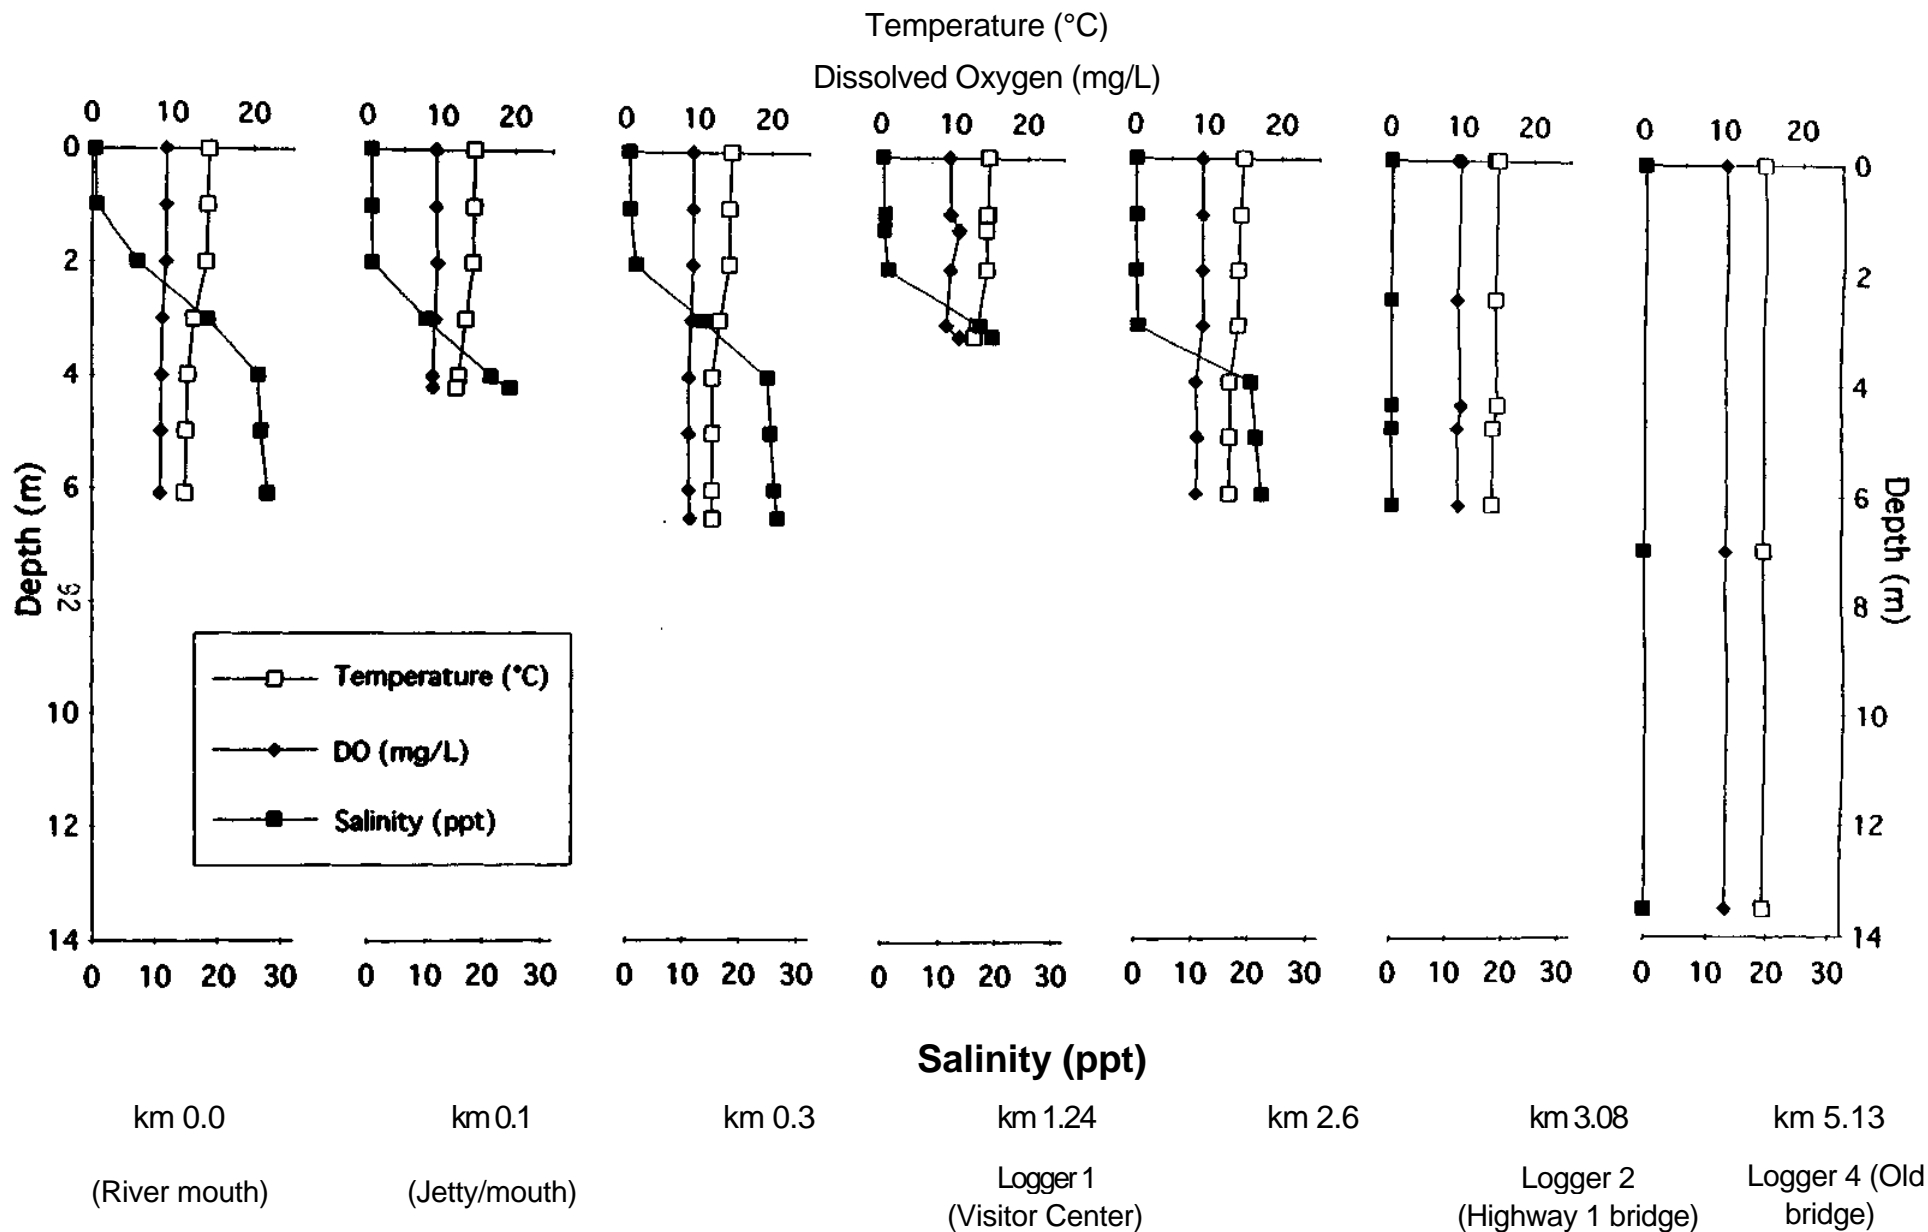 Temperature (°C)
Dissolved Oxygen (mg/L)
0 10 20 0 10 20 0 10 20 0 10 20 0 10 20 0 10 20 0 10 20
0 0
2 2
4 4
6 6
8
10 10
12 12
14 14
Depth (m)
Depth (m)
Temperature (°C)
DO (mg/L)
Salinity (ppt)
0 10 20 30 0 10 20 30 0 10 20 30 0 10 20 30 0 10 20 30 0 10 20 30 0 10 20 30
Salinity (ppt)
km 0.0 km 0.1 km 0.3 km 1.24 km 2.6 km 3.08 km 5.13
(River mouth) (Jetty/mouth) Logger 1 Logger 2 Logger 4 (Old
(Visitor Center) (Highway 1 bridge) bridge)